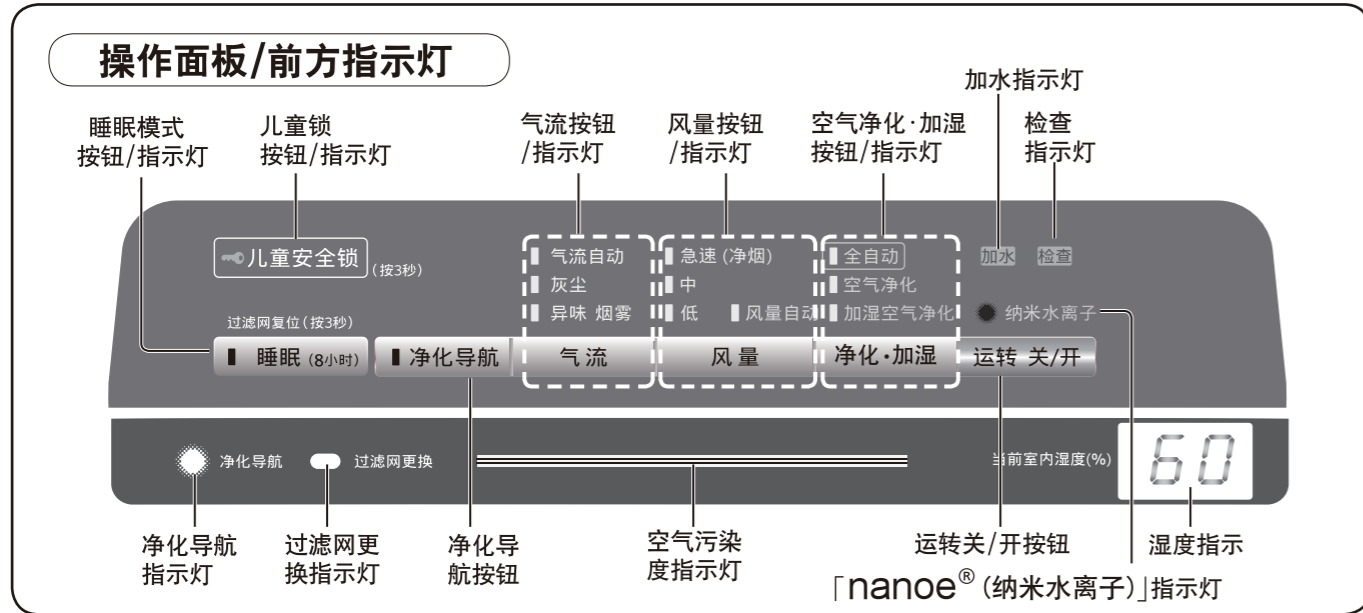 操作面板/前方指示灯
加水指示灯
睡眠模式
按钮/指示灯
儿童锁
按钮/指示灯
气流按钮
/指示灯
风量按钮
/指示灯
空气净化·加湿
按钮/指示灯
检查
指示灯
儿童安全锁 (按3秒)
气流自动
灰尘
异味 烟雾
急速 (净烟)
中
低 风量自动
全自动
空气净化
加湿空气净化
加水 检查
纳米水离子
过滤网复位 (按3秒)
睡眠 (8小时)
净化导航
气流
风量
净化·加湿
运转 关/开
净化导航
过滤网更换
当前室内湿度(%)
60
净化导航
指示灯
过滤网更
换指示灯
净化导
航按钮
空气污染
度指示灯
运转关/开按钮
湿度指示
「nanoe®(纳米水离子)」指示灯